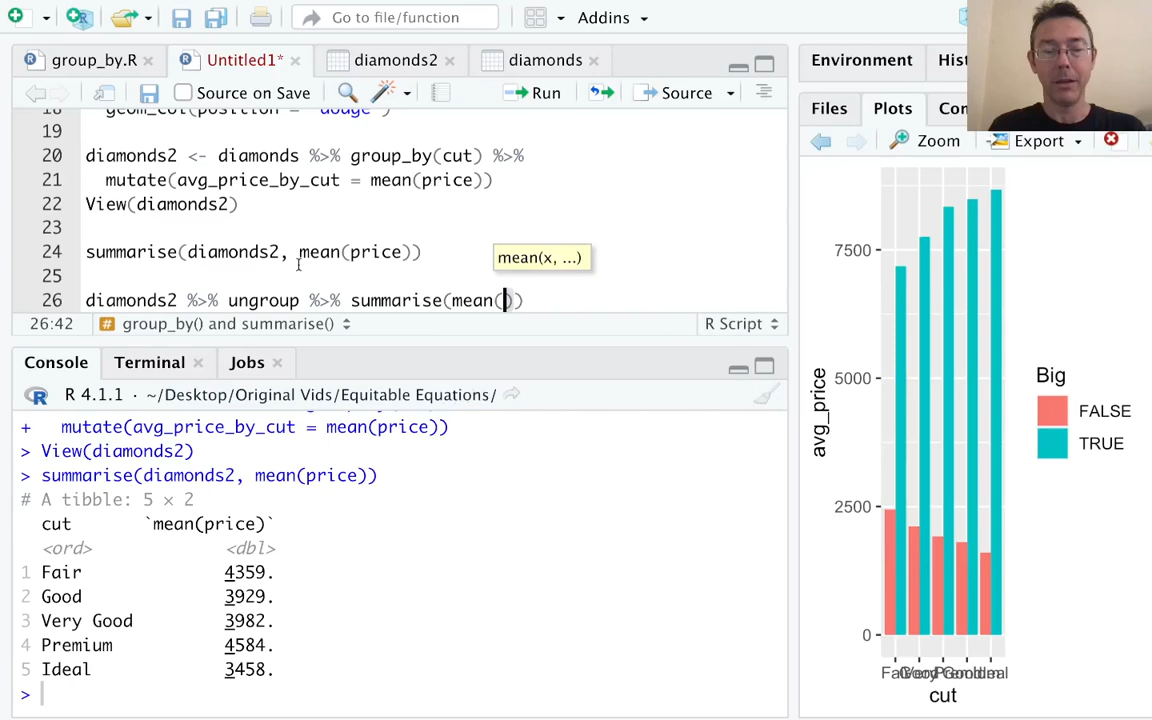 Go to file/function
Addins
group_by.R
Untitled1*
diamonds2
diamonds
Source on Save
Run
Source
18
19
20 diamonds2 <- diamonds %>% group_by(cut) %>%
21 mutate(avg_price_by_cut = mean(price))
22 View(diamonds2)
23
24 summarise(diamonds2, mean(price))
mean(x, ...)
25
26 diamonds2 %>% ungroup %>% summarise(mean())
26:42
# group_by() and summarise()
R Script
Console
Terminal
Jobs
R 4.1.1 · ~/Desktop/Original Vids/Equitable Equations/
+ mutate(avg_price_by_cut = mean(price))
> View(diamonds2)
> summarise(diamonds2, mean(price))
# A tibble: 5 × 2
cut `mean(price)`
<ord> <dbl>
1 Fair 4359.
2 Good 3929.
3 Very Good 3982.
4 Premium 4584.
5 Ideal 3458.
>
Environment
Files
Plots
Zoom
Export
7500
5000
2500
0
avg_price
cut
Big
FALSE
TRUE